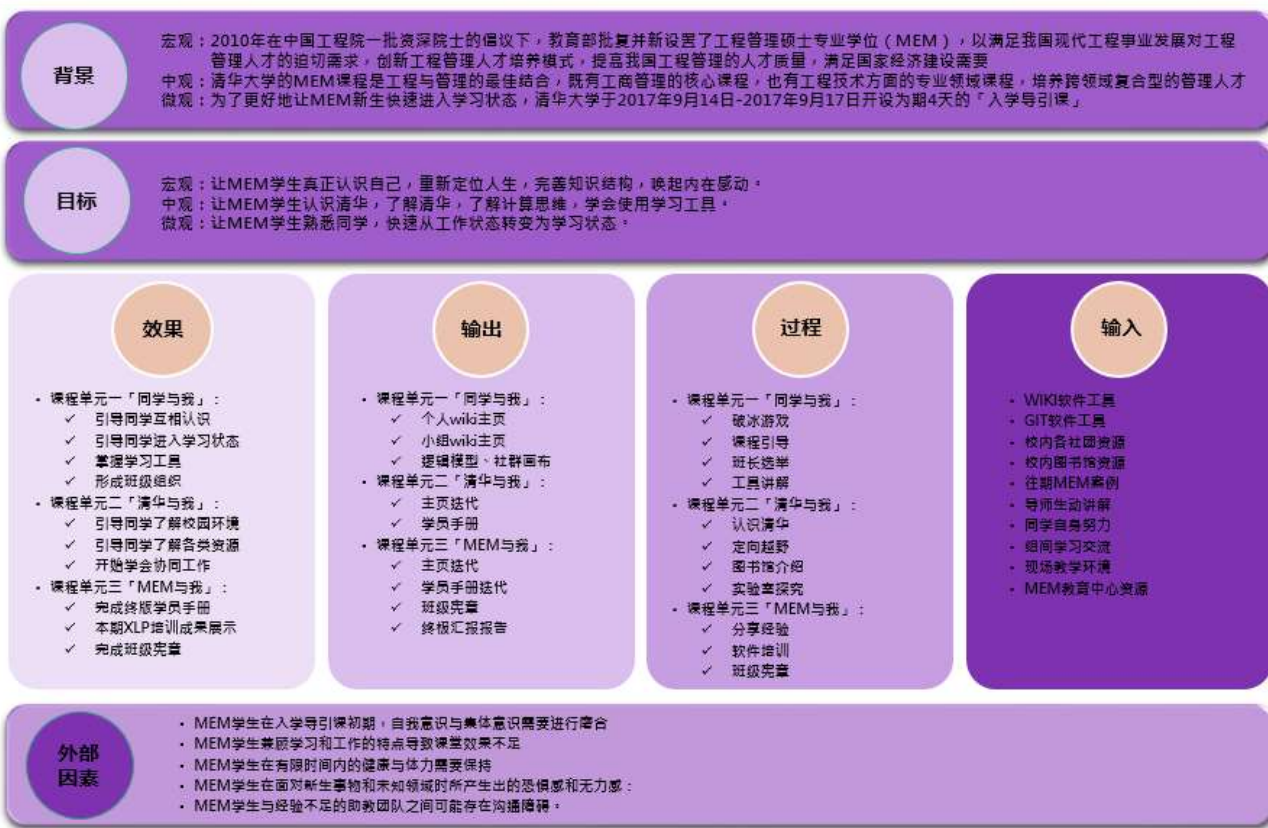 背景
宏观：2010年在中国工程院一批资深院士的倡议下，教育部批复并新设置了工程管理硕士专业学位（MEM），以满足我国现代工程事业发展对工程
管理人才的迫切需求，创新工程管理人才培养模式，提高我国工程管理的人才质量，满足国家经济建设需要
中观：清华大学的MEM课程是工程与管理的最佳结合，既有工商管理的核心课程，也有工程技术方面的专业领域课程，培养跨领域复合型的管理人才
微观：为了更好地让MEM新生快速进入学习状态，清华大学于2017年9月14日-2017年9月17日开设为期4天的「入学导引课」
目标
宏观：让MEM学生真正认识自己，重新定位人生，完善知识结构，唤起内在感动。
中观：让MEM学生认识清华，了解清华，了解计算思维，学会使用学习工具。
微观：让MEM学生熟悉同学，快速从工作状态转变为学习状态。
效果
• 课程单元一「同学与我」：
✓ 引导同学互相认识
✓ 引导同学进入学习状态
✓ 掌握学习工具
✓ 形成班级组织
• 课程单元二「清华与我」：
✓ 引导同学了解校园环境
✓ 引导同学了解各类资源
✓ 开始学会协同工作
• 课程单元三「MEM与我」：
✓ 完成终版学员手册
✓ 本期XLP培训成果展示
✓ 完成班级宪章
输出
• 课程单元一「同学与我」：
✓ 个人wiki主页
✓ 小组wiki主页
✓ 逻辑模型、社群画布
• 课程单元二「清华与我」：
✓ 主页迭代
✓ 学员手册
• 课程单元三「MEM与我」：
✓ 主页迭代
✓ 学员手册迭代
✓ 班级宪章
✓ 终极汇报报告
过程
• 课程单元一「同学与我」：
✓ 破冰游戏
✓ 课程引导
✓ 班长选举
✓ 工具讲解
• 课程单元二「清华与我」：
✓ 认识清华
✓ 定向越野
✓ 图书馆介绍
✓ 实验室探究
• 课程单元三「MEM与我」：
✓ 分享经验
✓ 软件培训
✓ 班级宪章
输入
• WIKI软件工具
• GIT软件工具
• 校内各社团资源
• 校内图书馆资源
• 往期MEM案例
• 导师生动讲解
• 同学自身努力
• 组间学习交流
• 现场教学环境
• MEM教育中心资源
外部
因素
• MEM学生在入学导引课初期，自我意识与集体意识需要进行磨合
• MEM学生兼顾学习和工作的特点导致课堂效果不足
• MEM学生在有限时间内的健康与体力需要保持
• MEM学生在面对新生事物和未知领域时所产生出的恐惧感和无力感；
• MEM学生与经验不足的助教团队之间可能存在沟通障碍。